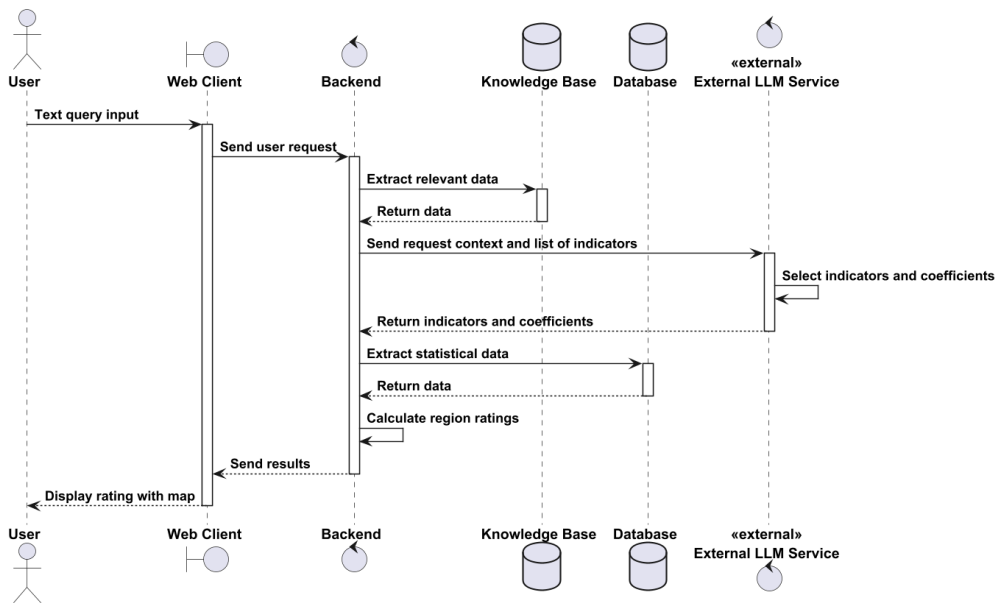 «external»
User
Web Client
Backend
Knowledge Base
Database
External LLM Service
Text query input
Send user request
Extract relevant data
Return data
Send request context and list of indicators
Select indicators and coefficients
Return indicators and coefficients
Extract statistical data
Return data
Calculate region ratings
Send results
Display rating with map
User
Web Client
Backend
Knowledge Base
Database
«external»
External LLM Service